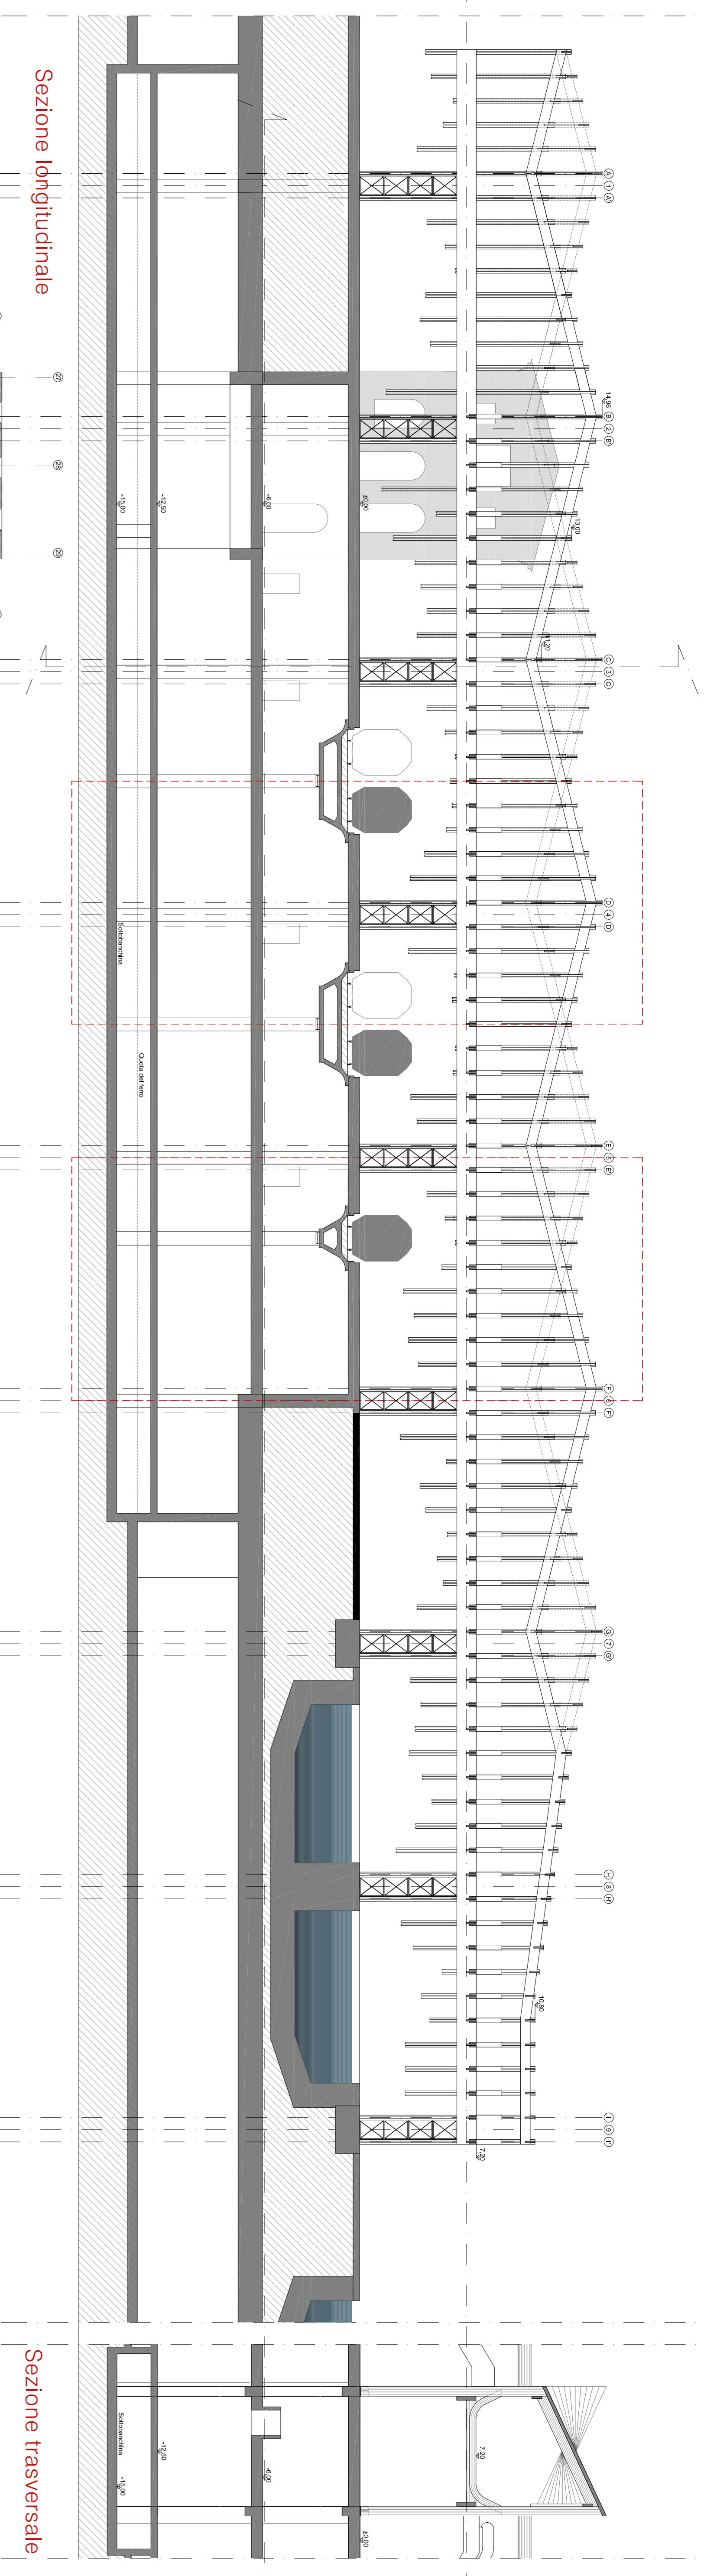 A 1 A'
B 2 B'
C 3 C'
D 4 D'
E 5 E'
F 6 F'
G 7 G'
H 8 H'
I 9 I'
14,96
13,00
11,20
10,80
7,20
7,20
±0,00
±0,00
-6,00
-6,00
-12,50
-12,50
-15,00
-15,00
Sottobanchina
Quota del ferro
Sottobanchina
27
28
29
Sezione longitudinale
Sezione trasversale